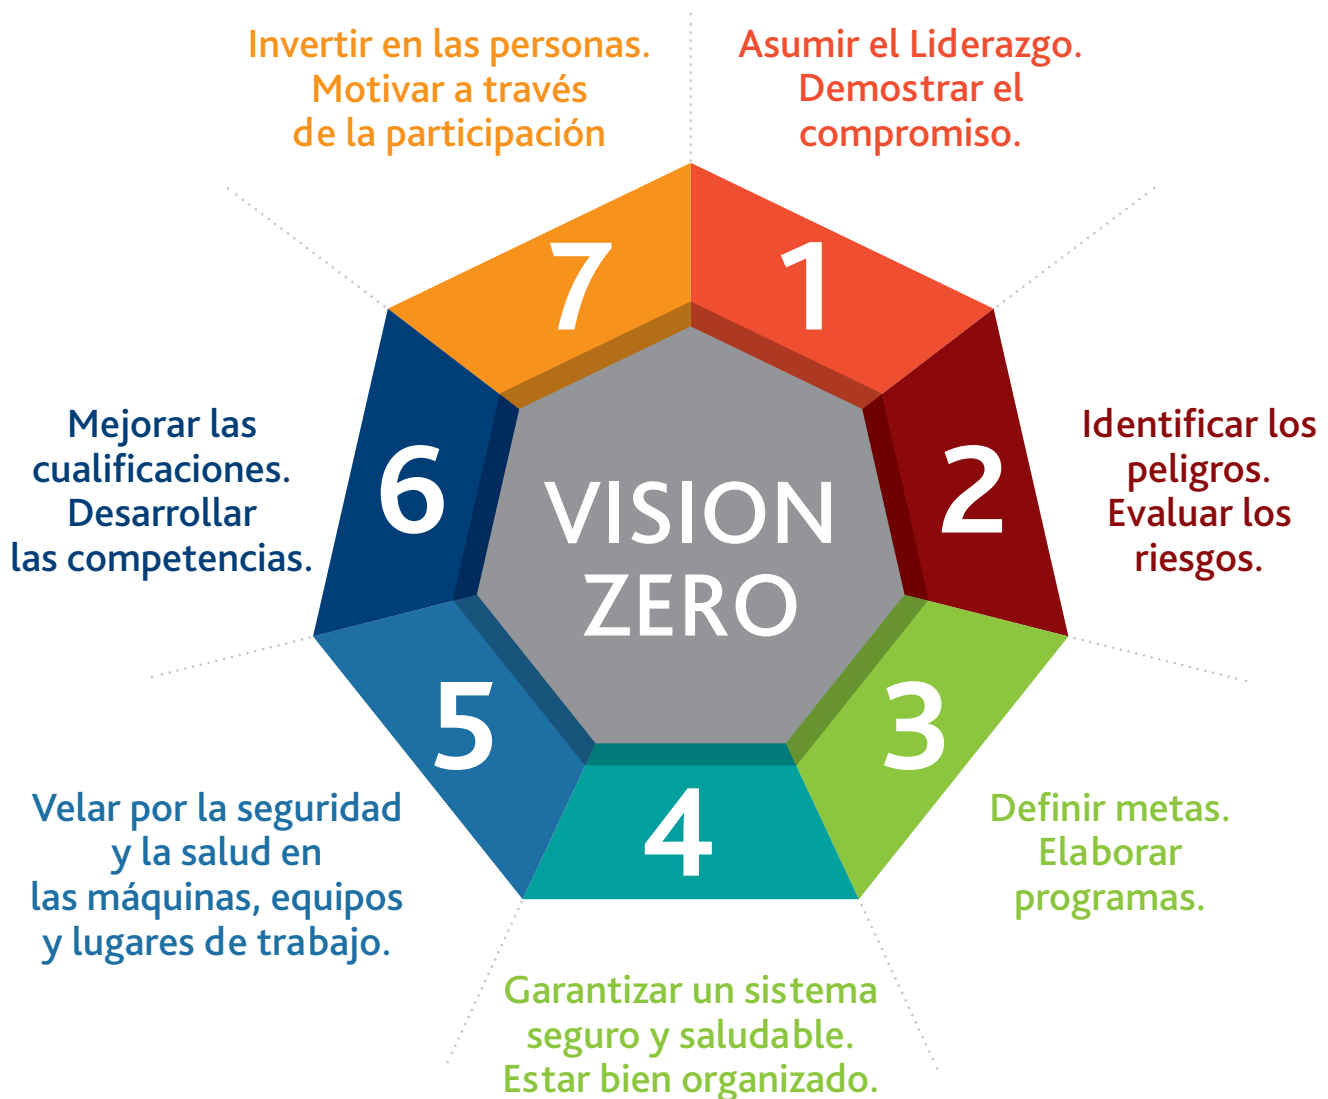 Invertir en las personas.
Motivar a través
de la participación
7
Asumir el Liderazgo.
Demostrar el
compromiso.
1
Identificar los
peligros.
Evaluar los
riesgos.
2
Definir metas.
Elaborar
programas.
3
Garantizar un sistema
seguro y saludable.
Estar bien organizado.
4
Velar por la seguridad
y la salud en
las máquinas, equipos
y lugares de trabajo.
5
Mejorar las
cualificaciones.
Desarrollar
las competencias.
6
VISION
ZERO